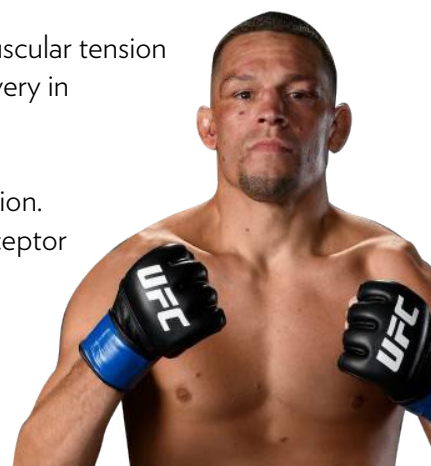 uscular tension
very in
ion.
ceptor
UFC
UFC